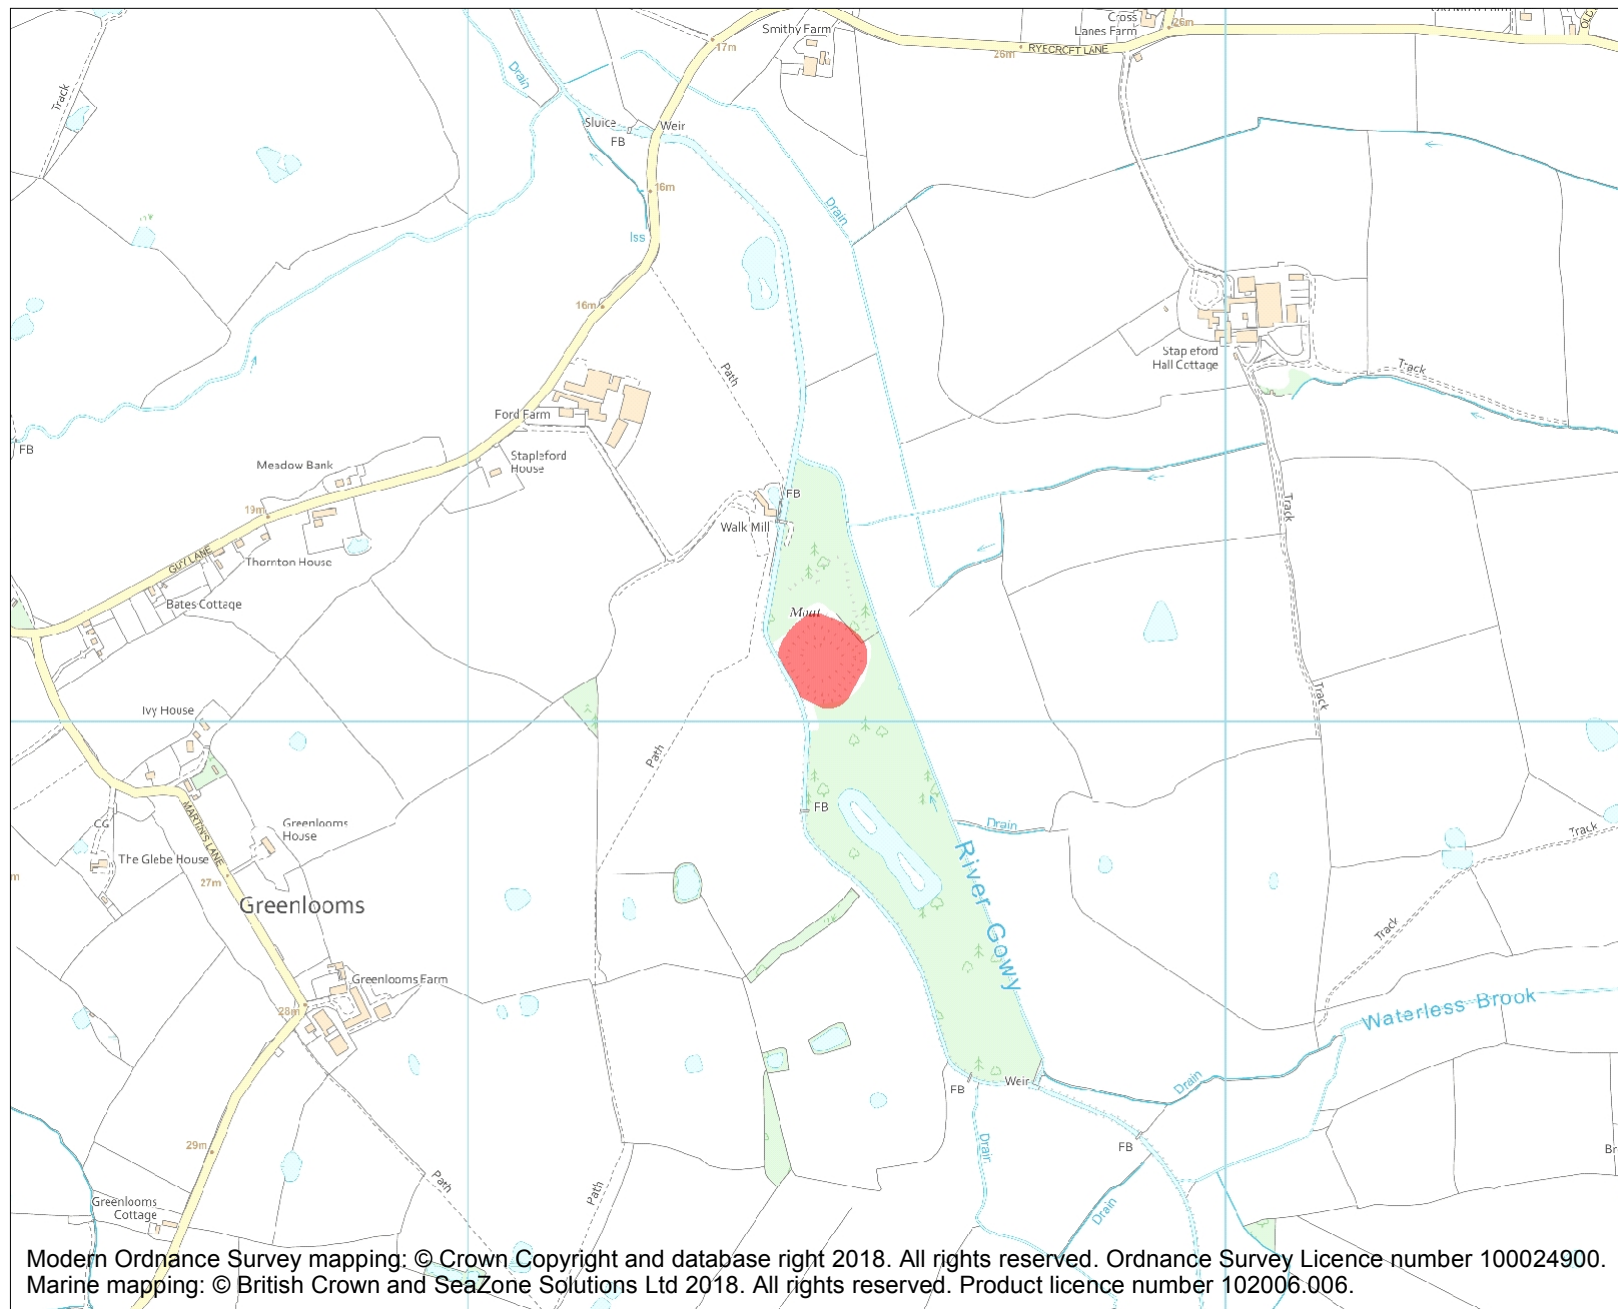 Cross
Lanes Farm
26m
Smithy Farm
17m
26m
RYECROFT LANE
OLD
Track
Drain
Sluice
FB
Weir
16m
Iss
Drain
16m
Stapleford
Hall Cottage
Track
Path
Ford Farm
FB
Meadow Bank
Stapleford
House
19m
FB
Walk Mill
Track
GUY LANE
Thornton House
Bates Cottage
Moat
Track
Ivy House
Path
FB
CG
MARTIN'S LANE
Greenlooms
House
Drain
Track
The Glebe House
27m
m
River Gowy
Greenlooms
Track
Greenlooms Farm
28m
Waterless Brook
FB
Weir
Drain
29m
Drain
FB
Br
Path
Path
Drain
Greenlooms
Cottage
Modern Ordnance Survey mapping: © Crown Copyright and database right 2018. All rights reserved. Ordnance Survey Licence number 100024900.
Marine mapping: © British Crown and SeaZone Solutions Ltd 2018. All rights reserved. Product licence number 102006.006.